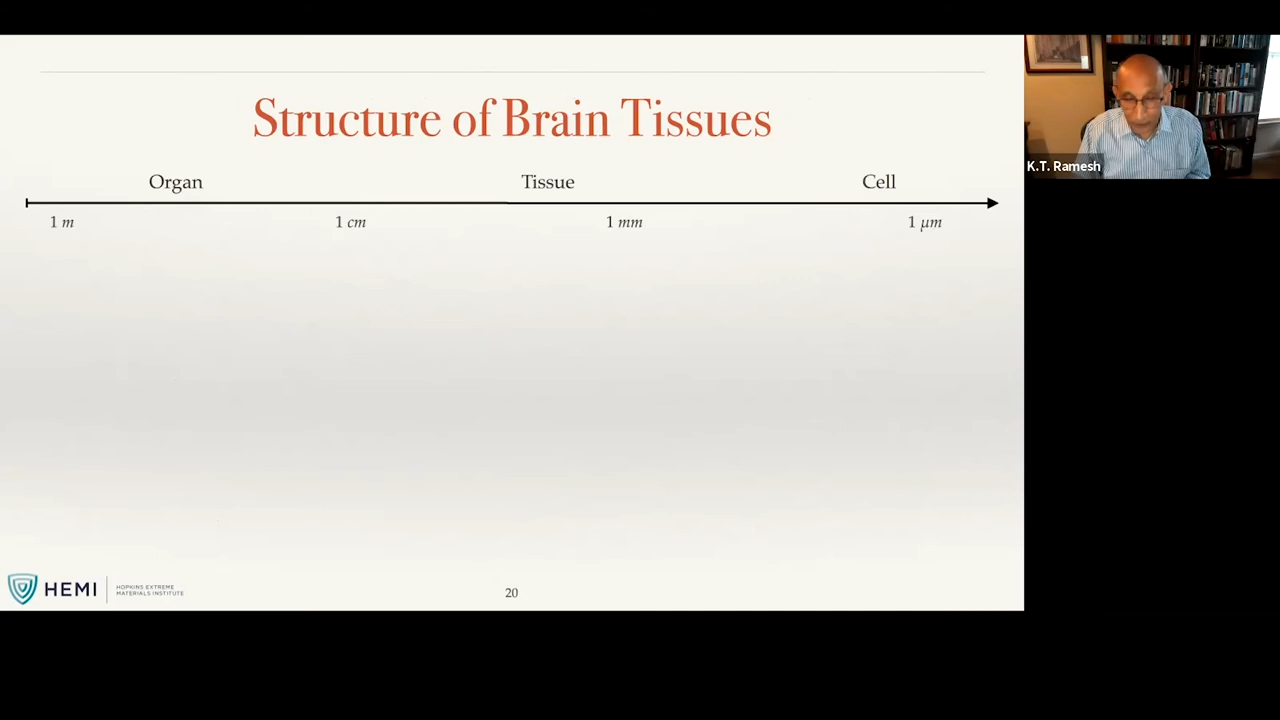 Structure of Brain Tissues
Organ Tissue Cell
1 m 1 cm 1 mm 1 μm
K.T. Ramesh
HEMI
HOPKINS EXTREME
MATERIALS INSTITUTE
20